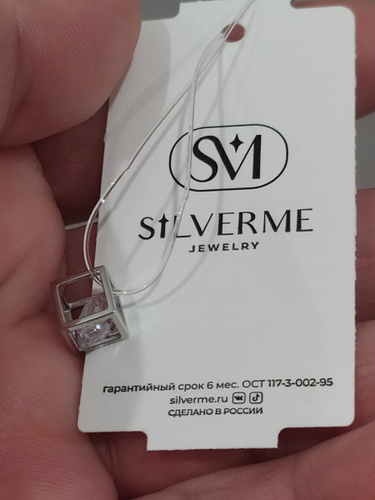 SM
SILVERME
JEWELRY
гарантийный срок 6 мес. ОСТ 117-3-002-95
silverme.ru
СДЕЛАНО В РОССИИ